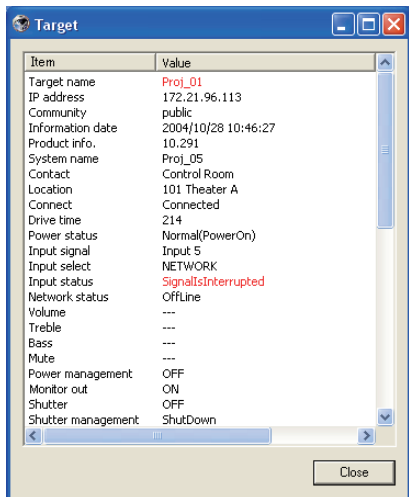 Target
Item Value
Target name Proj_01
IP address 172.21.96.113
Community public
Information date 2004/10/28 10:46:27
Product info. 10.291
System name Proj_05
Contact Control Room
Location 101 Theater A
Connect Connected
Drive time 214
Power status Normal(PowerOn)
Input signal Input 5
Input select NETWORK
Input status SignalIsInterrupted
Network status OffLine
Volume ---
Treble ---
Bass ---
Mute ---
Power management OFF
Monitor out ON
Shutter OFF
Shutter management ShutDown
Close